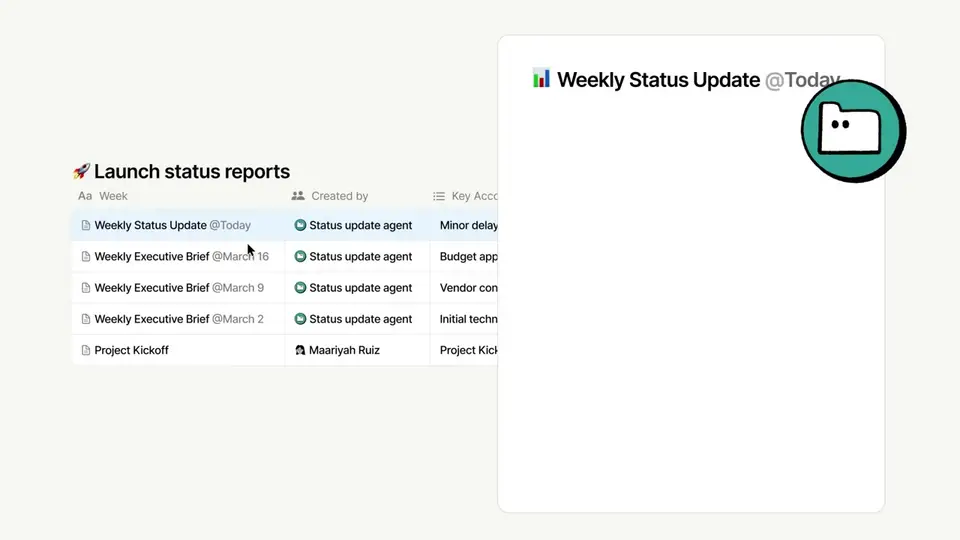 Weekly Status Update @Today
Launch status reports
Aa Week Created by Key Acco
Weekly Status Update @Today Status update agent Minor delay
Weekly Executive Brief @March 16 Status update agent Budget app
Weekly Executive Brief @March 9 Status update agent Vendor con
Weekly Executive Brief @March 2 Status update agent Initial techn
Project Kickoff Maariyah Ruiz Project Kick